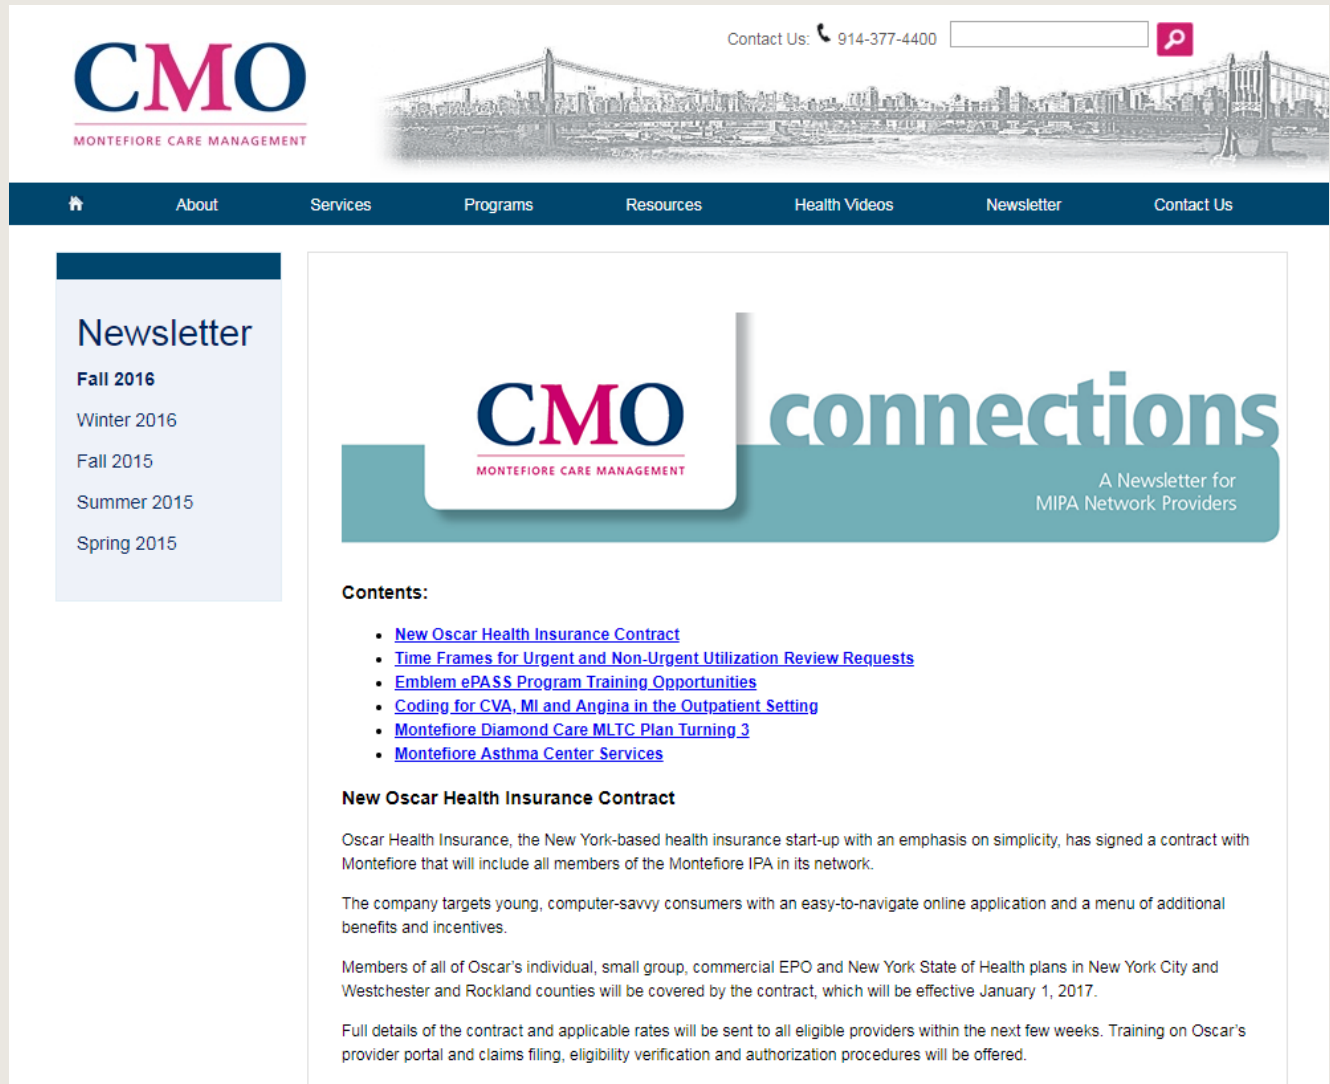 CMO
MONTEFIORE CARE MANAGEMENT
Contact Us: 914-377-4400
About
Services
Programs
Resources
Health Videos
Newsletter
Contact Us
Newsletter
Fall 2016
Winter 2016
Fall 2015
Summer 2015
Spring 2015
CMO
MONTEFIORE CARE MANAGEMENT
connections
A Newsletter for
MIPA Network Providers
Contents:
New Oscar Health Insurance Contract
Time Frames for Urgent and Non-Urgent Utilization Review Requests
Emblem ePASS Program Training Opportunities
Coding for CVA, MI and Angina in the Outpatient Setting
Montefiore Diamond Care MLTC Plan Turning 3
Montefiore Asthma Center Services
New Oscar Health Insurance Contract
Oscar Health Insurance, the New York-based health insurance start-up with an emphasis on simplicity, has signed a contract with
Montefiore that will include all members of the Montefiore IPA in its network.
The company targets young, computer-savvy consumers with an easy-to-navigate online application and a menu of additional
benefits and incentives.
Members of all of Oscar's individual, small group, commercial EPO and New York State of Health plans in New York City and
Westchester and Rockland counties will be covered by the contract, which will be effective January 1, 2017.
Full details of the contract and applicable rates will be sent to all eligible providers within the next few weeks. Training on Oscar's
provider portal and claims filing, eligibility verification and authorization procedures will be offered.